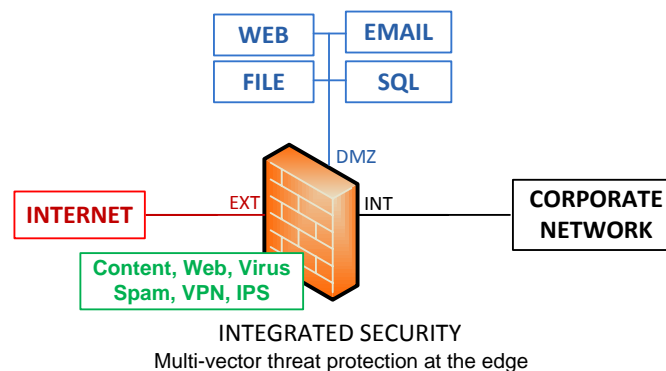 WEB
EMAIL
FILE
SQL
DMZ
INTERNET
EXT
INT
CORPORATE
NETWORK
Content, Web, Virus
Spam, VPN, IPS
INTEGRATED SECURITY
Multi-vector threat protection at the edge